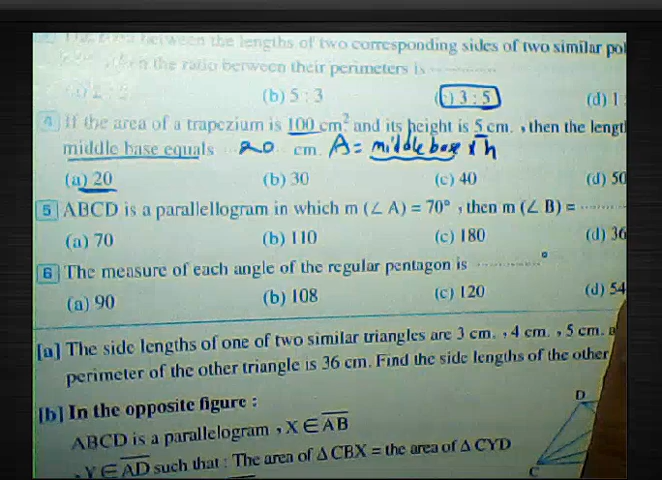 between the lengths of two corresponding sides of two similar
the ratio between their perimeters is ............
(b) 5 : 3 (c) 3 : 5 (d) 1
4 If the area of a trapezium is 100 cm² and its height is 5 cm. , then the
middle base equals 20 cm. A = middle base x h
(a) 20 (b) 30 (c) 40 (d) 50
5 ABCD is a parallellogram in which m (∠ A) = 70° , then m (∠ B) = ........
(a) 70 (b) 110 (c) 180 (d) 36
6 The measure of each angle of the regular pentagon is ............°
(a) 90 (b) 108 (c) 120 (d) 54
[a] The side lengths of one of two similar triangles are 3 cm. , 4 cm. , 5 cm. a
perimeter of the other triangle is 36 cm. Find the side lengths of the other
[b] In the opposite figure :
ABCD is a parallelogram , X ∈ AB
D
, Y ∈ AD such that : The area of Δ CBX = the area of Δ CYD
C